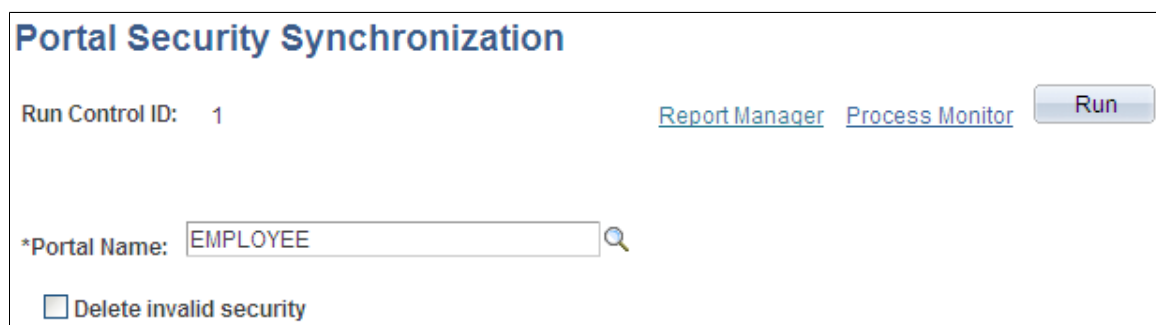 Portal Security Synchronization
Run Control ID: 1 Report Manager Process Monitor Run
*Portal Name: EMPLOYEE
Delete invalid security